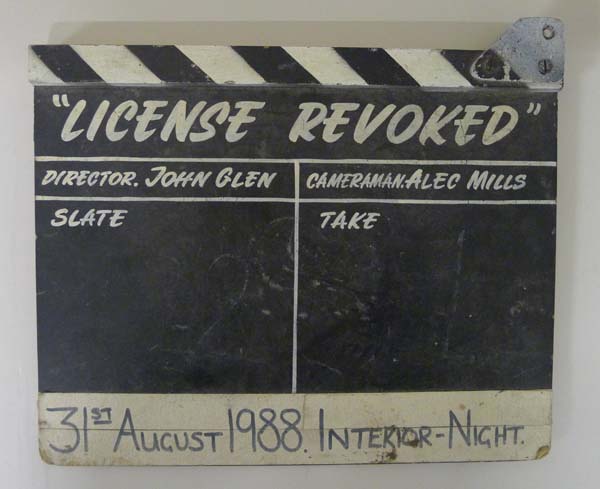 "LICENSE REVOKED"
DIRECTOR. JOHN GLEN
CAMERAMAN. ALEC MILLS
SLATE
TAKE
31ST AUGUST 1988. INTERIOR-NIGHT.